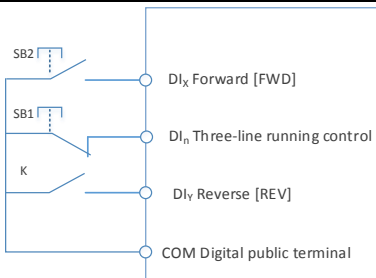 SB2
DIX Forward [FWD]
SB1
DIn Three-line running control
K
DIY Reverse [REV]
COM Digital public terminal